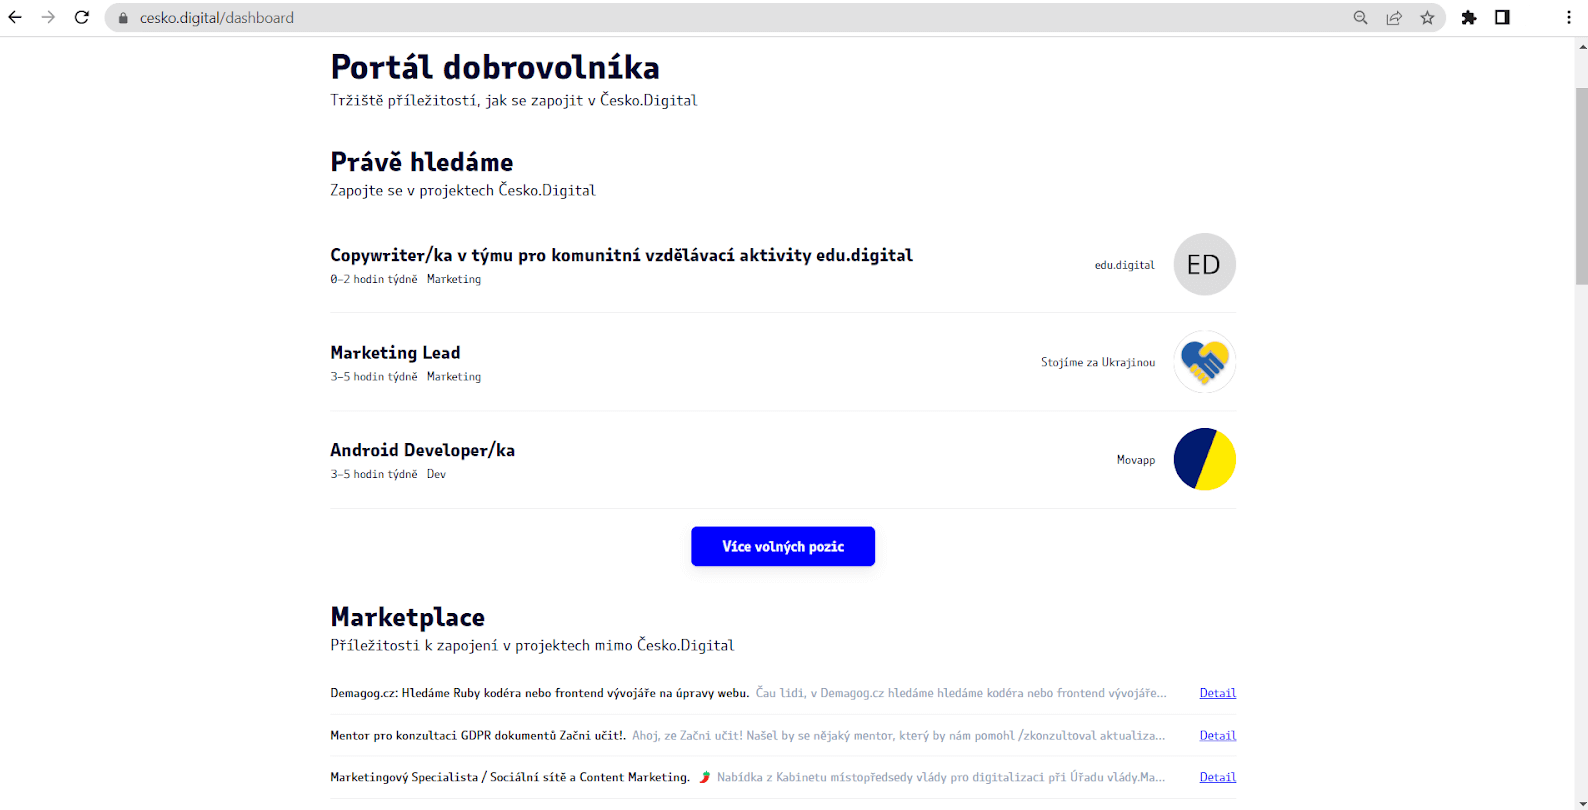 cesko.digital/dashboard
Portál dobrovolníka
Tržiště příležitostí, jak se zapojit v Česko.Digital
Právě hledáme
Zapojte se v projektech Česko.Digital
Copywriter/ka v týmu pro komunitní vzdělávací aktivity edu.digital
0–2 hodin týdně Marketing
edu.digital
ED
Marketing Lead
3–5 hodin týdně Marketing
Stojíme za Ukrajinou
Android Developer/ka
3–5 hodin týdně Dev
Movapp
Více volných pozic
Marketplace
Příležitosti k zapojení v projektech mimo Česko.Digital
Demagog.cz: Hledáme Ruby kodéra nebo frontend vývojáře na úpravy webu. Čau lidi, v Demagog.cz hledáme hledáme kodéra nebo frontend vývojáře... Detail
Mentor pro konzultaci GDPR dokumentů Začni učit!. Ahoj, ze Začni učit! Našel by se nějaký mentor, který by nám pomohl /zkonzultoval aktualiza... Detail
Marketingový Specialista / Sociální sítě a Content Marketing. 🌶️ Nabídka z Kabinetu místopředsedy vlády pro digitalizaci při Úřadu vlády.Ma... Detail